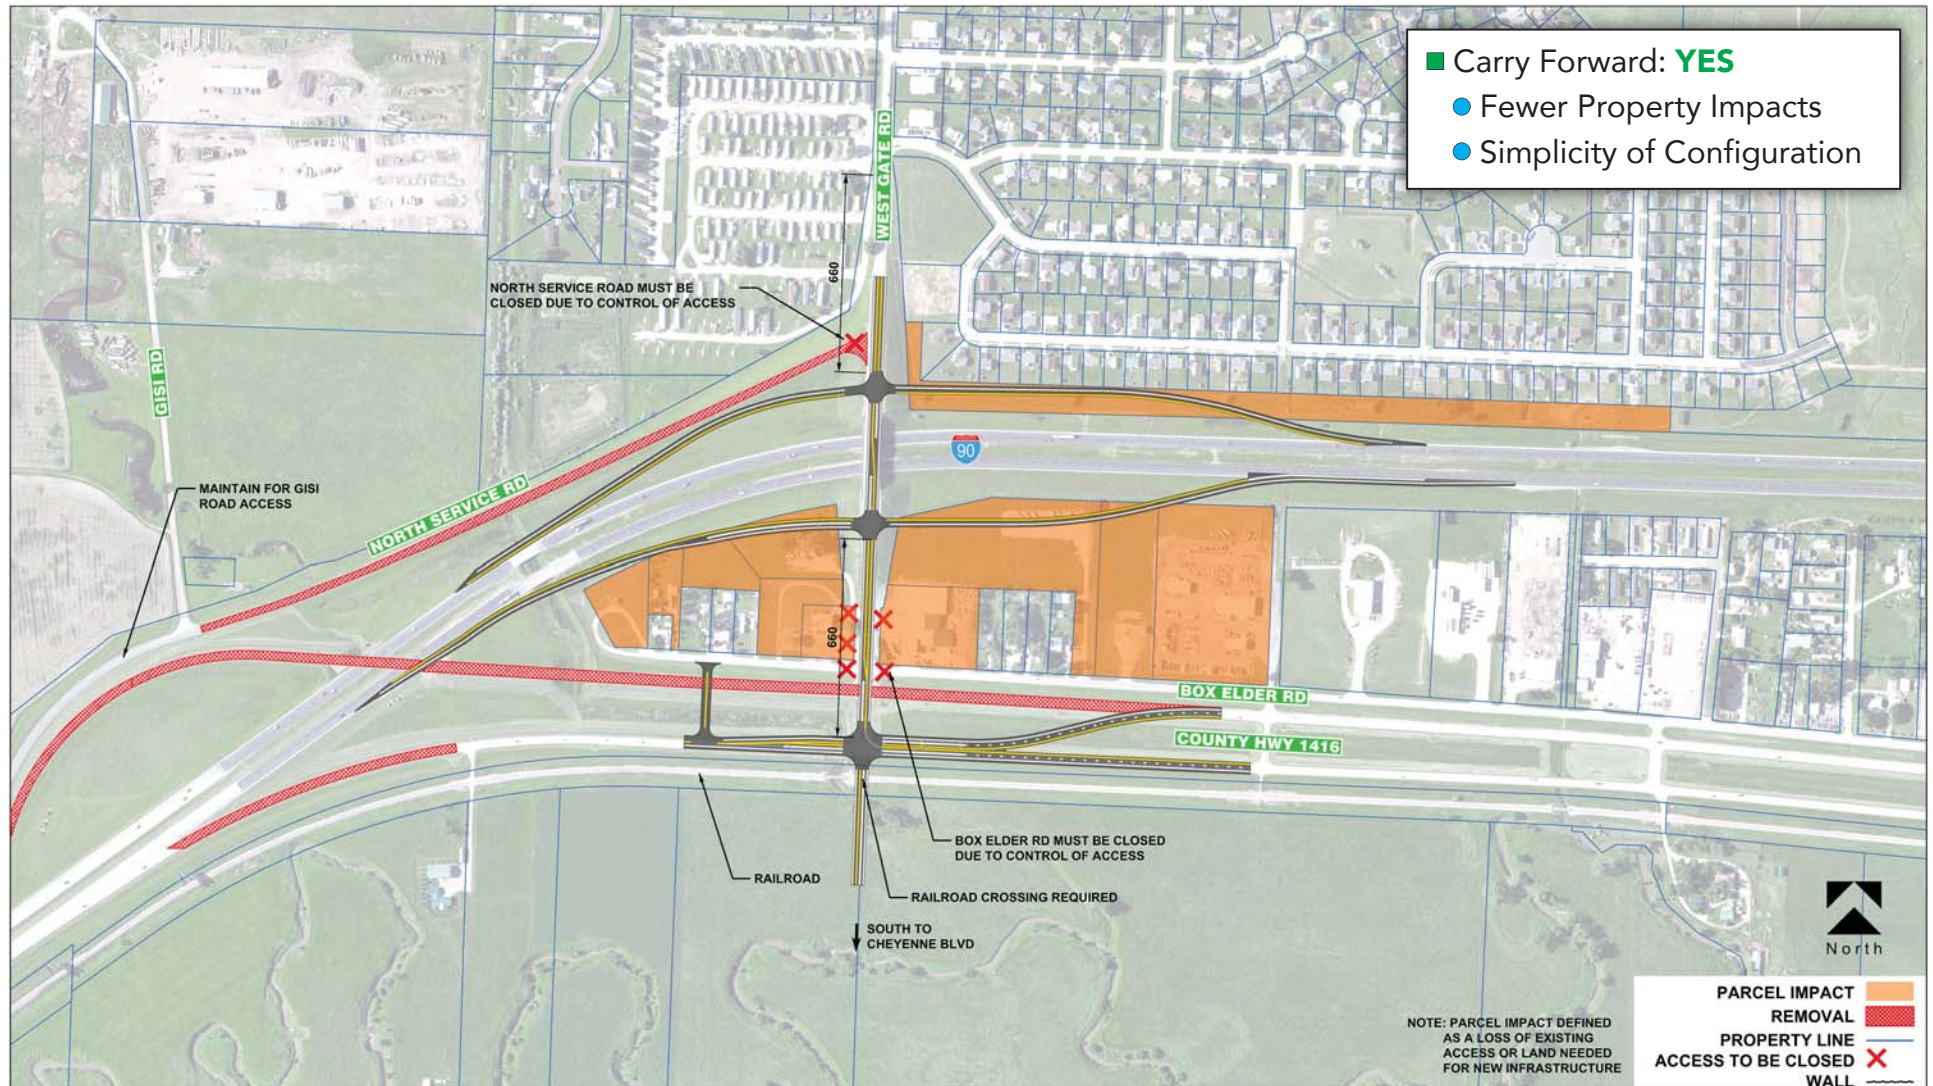 Carry Forward: YES
Fewer Property Impacts
Simplicity of Configuration
WEST GATE RD
660
NORTH SERVICE ROAD MUST BE
CLOSED DUE TO CONTROL OF ACCESS
GISI RD
90
MAINTAIN FOR GISI
ROAD ACCESS
NORTH SERVICE RD
660
BOX ELDER RD
COUNTY HWY 1416
BOX ELDER RD MUST BE CLOSED
DUE TO CONTROL OF ACCESS
RAILROAD
RAILROAD CROSSING REQUIRED
SOUTH TO
CHEYENNE BLVD
North
NOTE: PARCEL IMPACT DEFINED
AS A LOSS OF EXISTING
ACCESS OR LAND NEEDED
FOR NEW INFRASTRUCTURE
PARCEL IMPACT
REMOVAL
PROPERTY LINE
ACCESS TO BE CLOSED
WALL